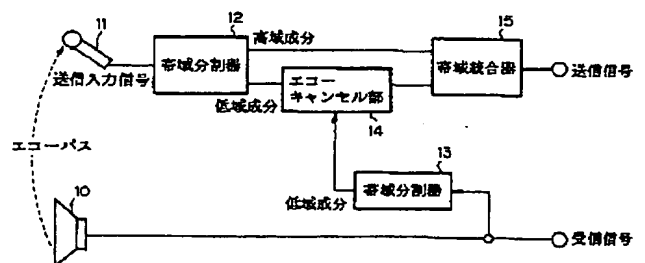 11
12
高域成分
15
送信入力信号
帯域分割器
帯域統合器
送信信号
低域成分
エコー
キャンセル部
14
エコーパス
13
帯域分割器
低域成分
10
受信信号